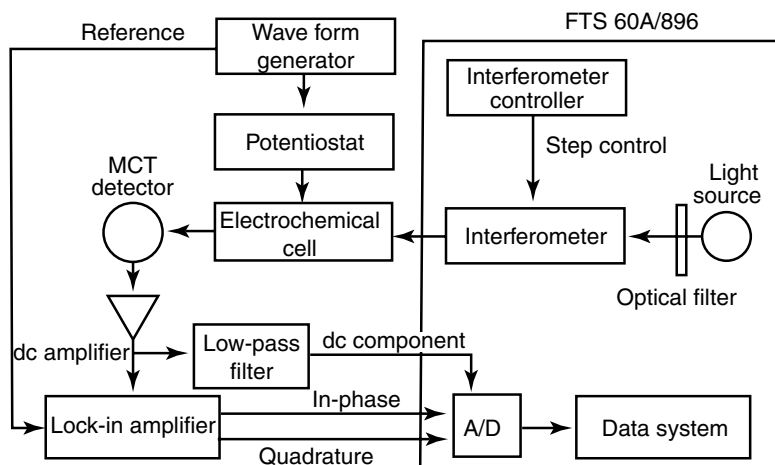 Reference
Wave form
generator
FTS 60A/896
Interferometer
controller
Potentiostat
Step control
MCT
detector
Light
source
Electrochemical
cell
Interferometer
Optical filter
dc amplifier
Low-pass
filter
dc component
In-phase
Lock-in amplifier
A/D
Data system
Quadrature